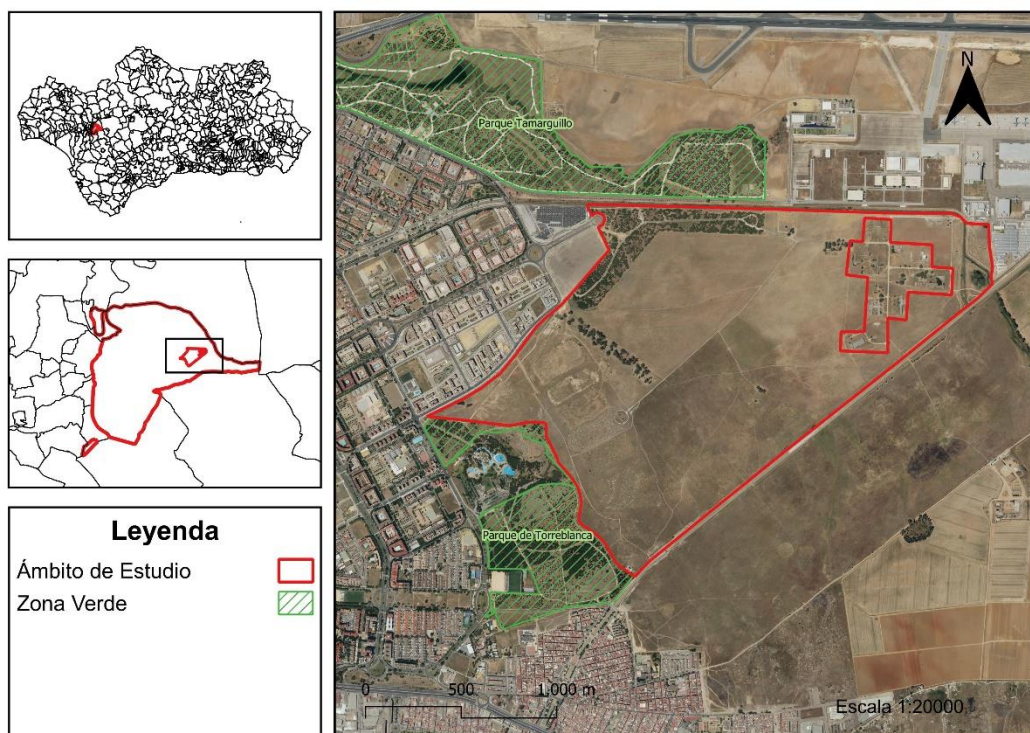 Leyenda
Ámbito de Estudio
Zona Verde
N
Parque Tamarguillo
Parque de Torreblanca
0 500 1.000 m
Escala 1:20000